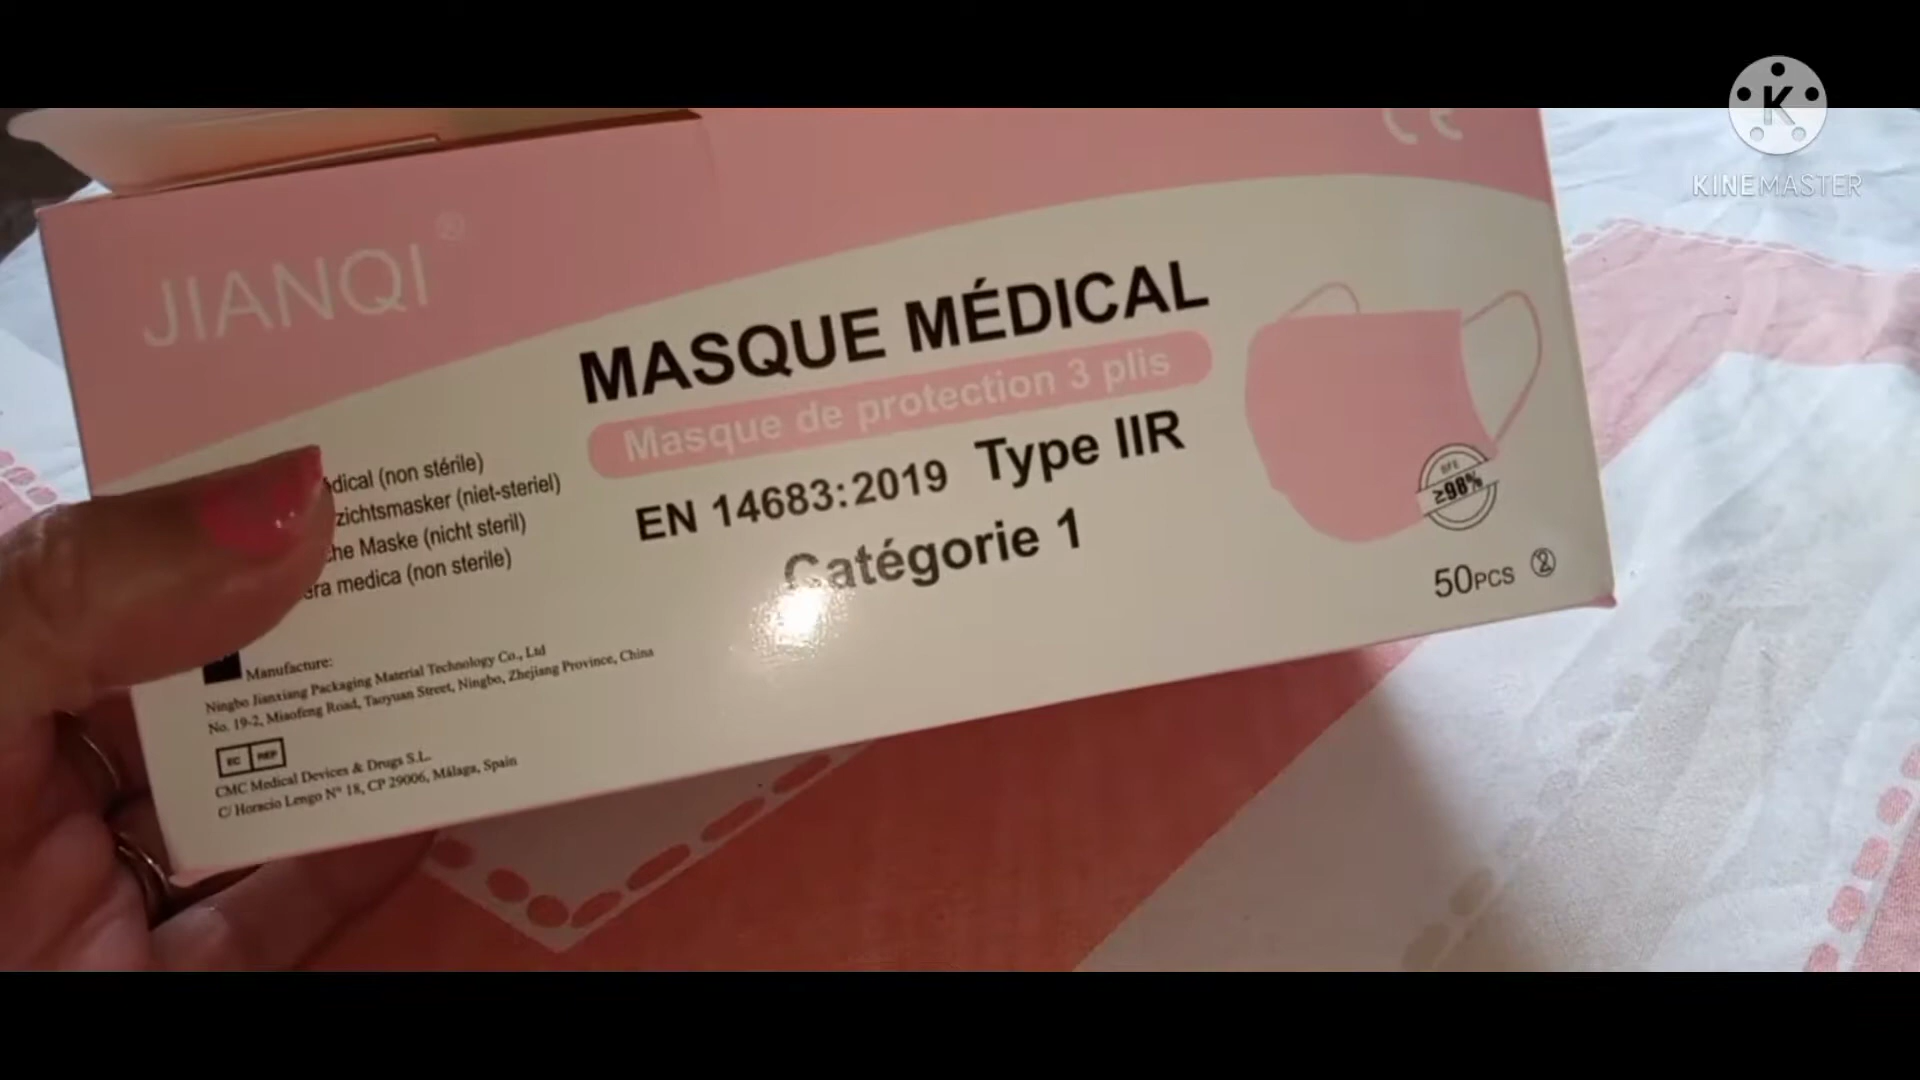 K
KINEMASTER
CE
JIANQI®
MASQUE MÉDICAL
Masque de protection 3 plis
EN 14683:2019 Type IIR
Catégorie 1
BFE
≥98%
50PCS
dical (non stérile)
zichtsmasker (niet-steriel)
che Maske (nicht steril)
era medica (non sterile)
Manufacture:
Ningbo Jianxiang Packaging Material Technology Co., Ltd
No. 19-2, Miaofeng Road, Taoyuan Street, Ningbo, Zhejiang Province, China
EC REP
CMC Medical Devices & Drugs S.L.
C/ Horacio Lengo Nº 18, CP 29006, Málaga, Spain